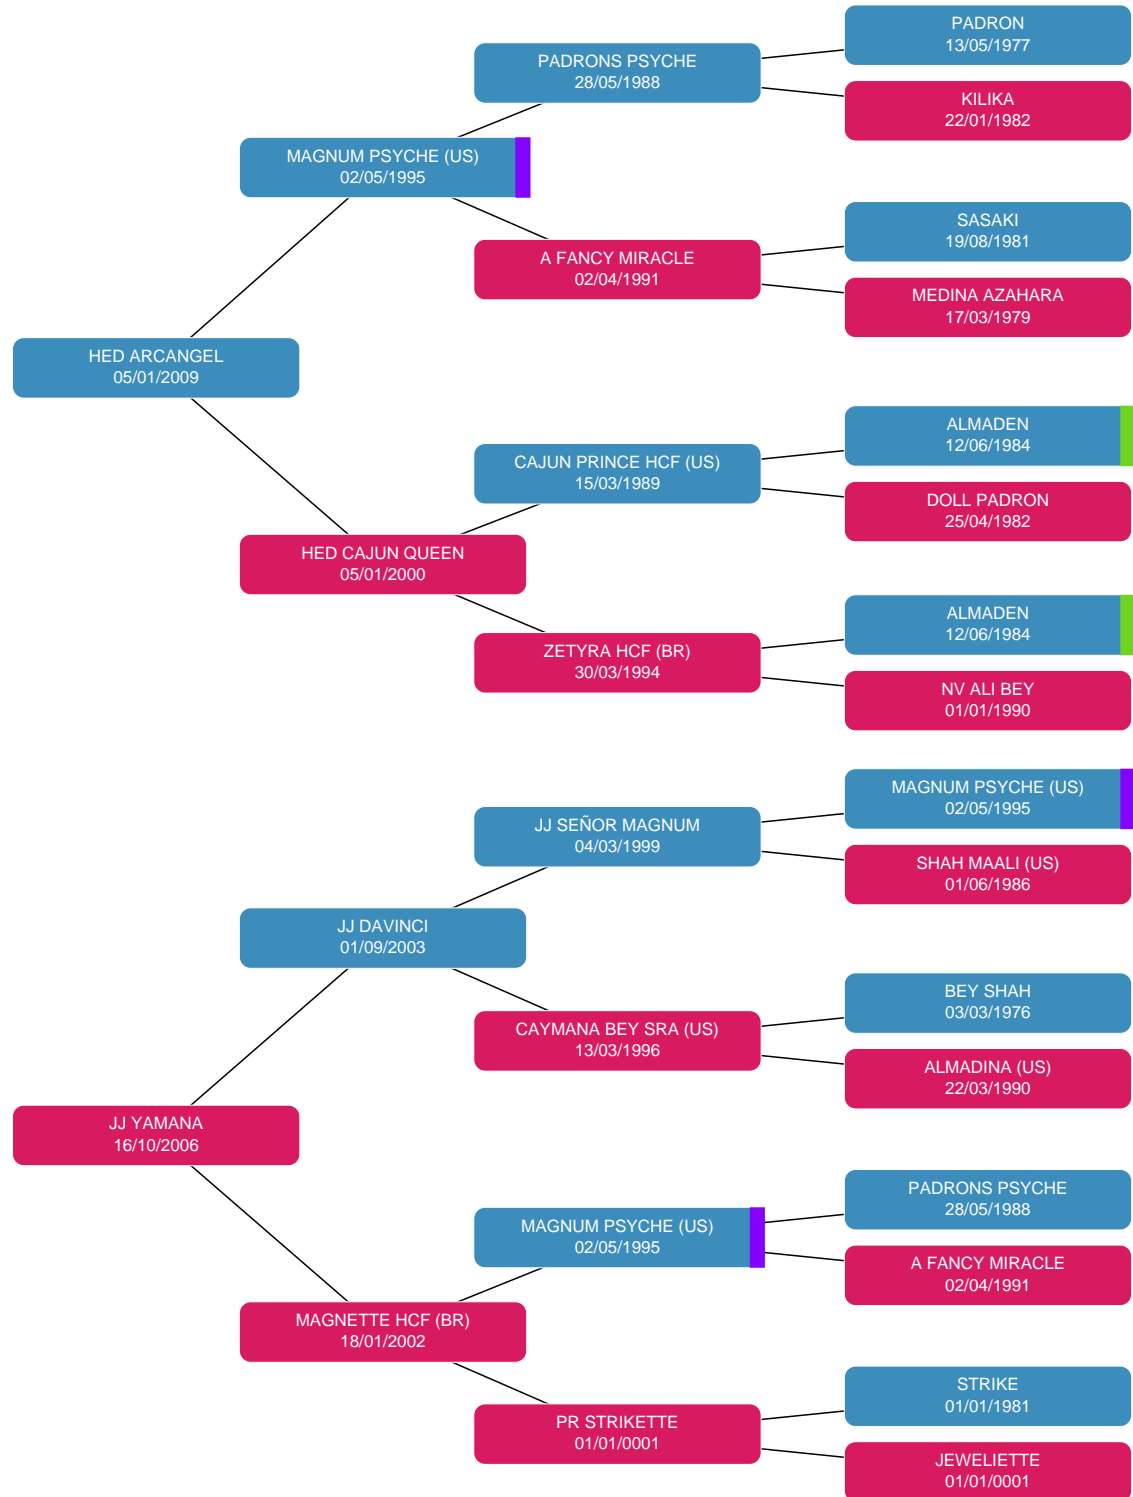 PADRON
13/05/1977
PADRONS PSYCHE
28/05/1988
KILIKA
22/01/1982
MAGNUM PSYCHE (US)
02/05/1995
SASAKI
19/08/1981
A FANCY MIRACLE
02/04/1991
MEDINA AZAHARA
17/03/1979
HED ARCANGEL
05/01/2009
ALMADEN
12/06/1984
CAJUN PRINCE HCF (US)
15/03/1989
DOLL PADRON
25/04/1982
HED CAJUN QUEEN
05/01/2000
ALMADEN
12/06/1984
ZETYRA HCF (BR)
30/03/1994
NV ALI BEY
01/01/1990
MAGNUM PSYCHE (US)
02/05/1995
JJ SEÑOR MAGNUM
04/03/1999
SHAH MAALI (US)
01/06/1986
JJ DAVINCI
01/09/2003
BEY SHAH
03/03/1976
CAYMANA BEY SRA (US)
13/03/1996
ALMADINA (US)
22/03/1990
JJ YAMANA
16/10/2006
PADRONS PSYCHE
28/05/1988
MAGNUM PSYCHE (US)
02/05/1995
A FANCY MIRACLE
02/04/1991
MAGNETTE HCF (BR)
18/01/2002
STRIKE
01/01/1981
PR STRIKETTE
01/01/0001
JEWELIETTE
01/01/0001